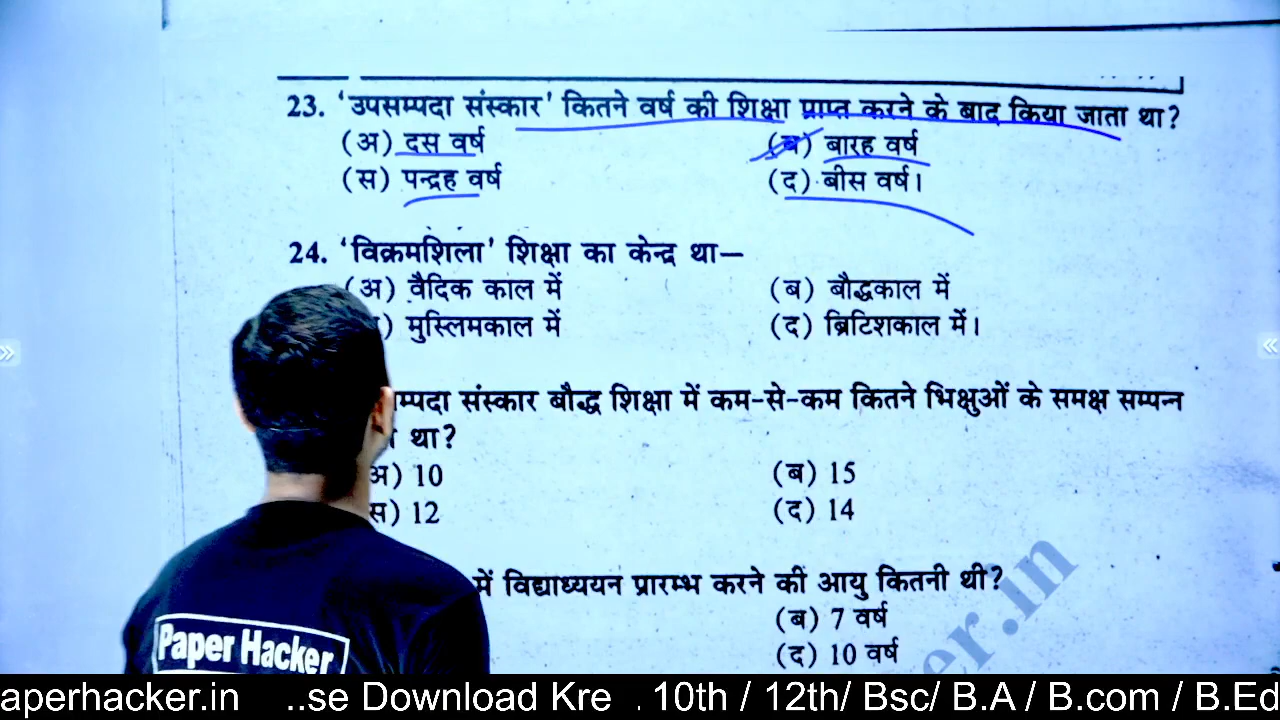 23. 'उपसम्पदा संस्कार' कितने वर्ष की शिक्षा प्राप्त करने के बाद किया जाता था?
(अ) दस वर्ष (ब) बारह वर्ष
(स) पन्द्रह वर्ष (द) बीस वर्ष।
24. 'विक्रमशिला' शिक्षा का केन्द्र था—
(अ) वैदिक काल में (ब) बौद्धकाल में
) मुस्लिमकाल में (द) ब्रिटिशकाल में।
म्पदा संस्कार बौद्ध शिक्षा में कम-से-कम कितने भिक्षुओं के समक्ष सम्पन्न
था?
अ) 10 (ब) 15
स) 12 (द) 14
में विद्याध्ययन प्रारम्भ करने की आयु कितनी थी?
(ब) 7 वर्ष
(द) 10 वर्ष
er.in
Paper Hacker
aperhacker.in ..se Download Kre . 10th / 12th/ Bsc/ B.A / B.com / B.Ed